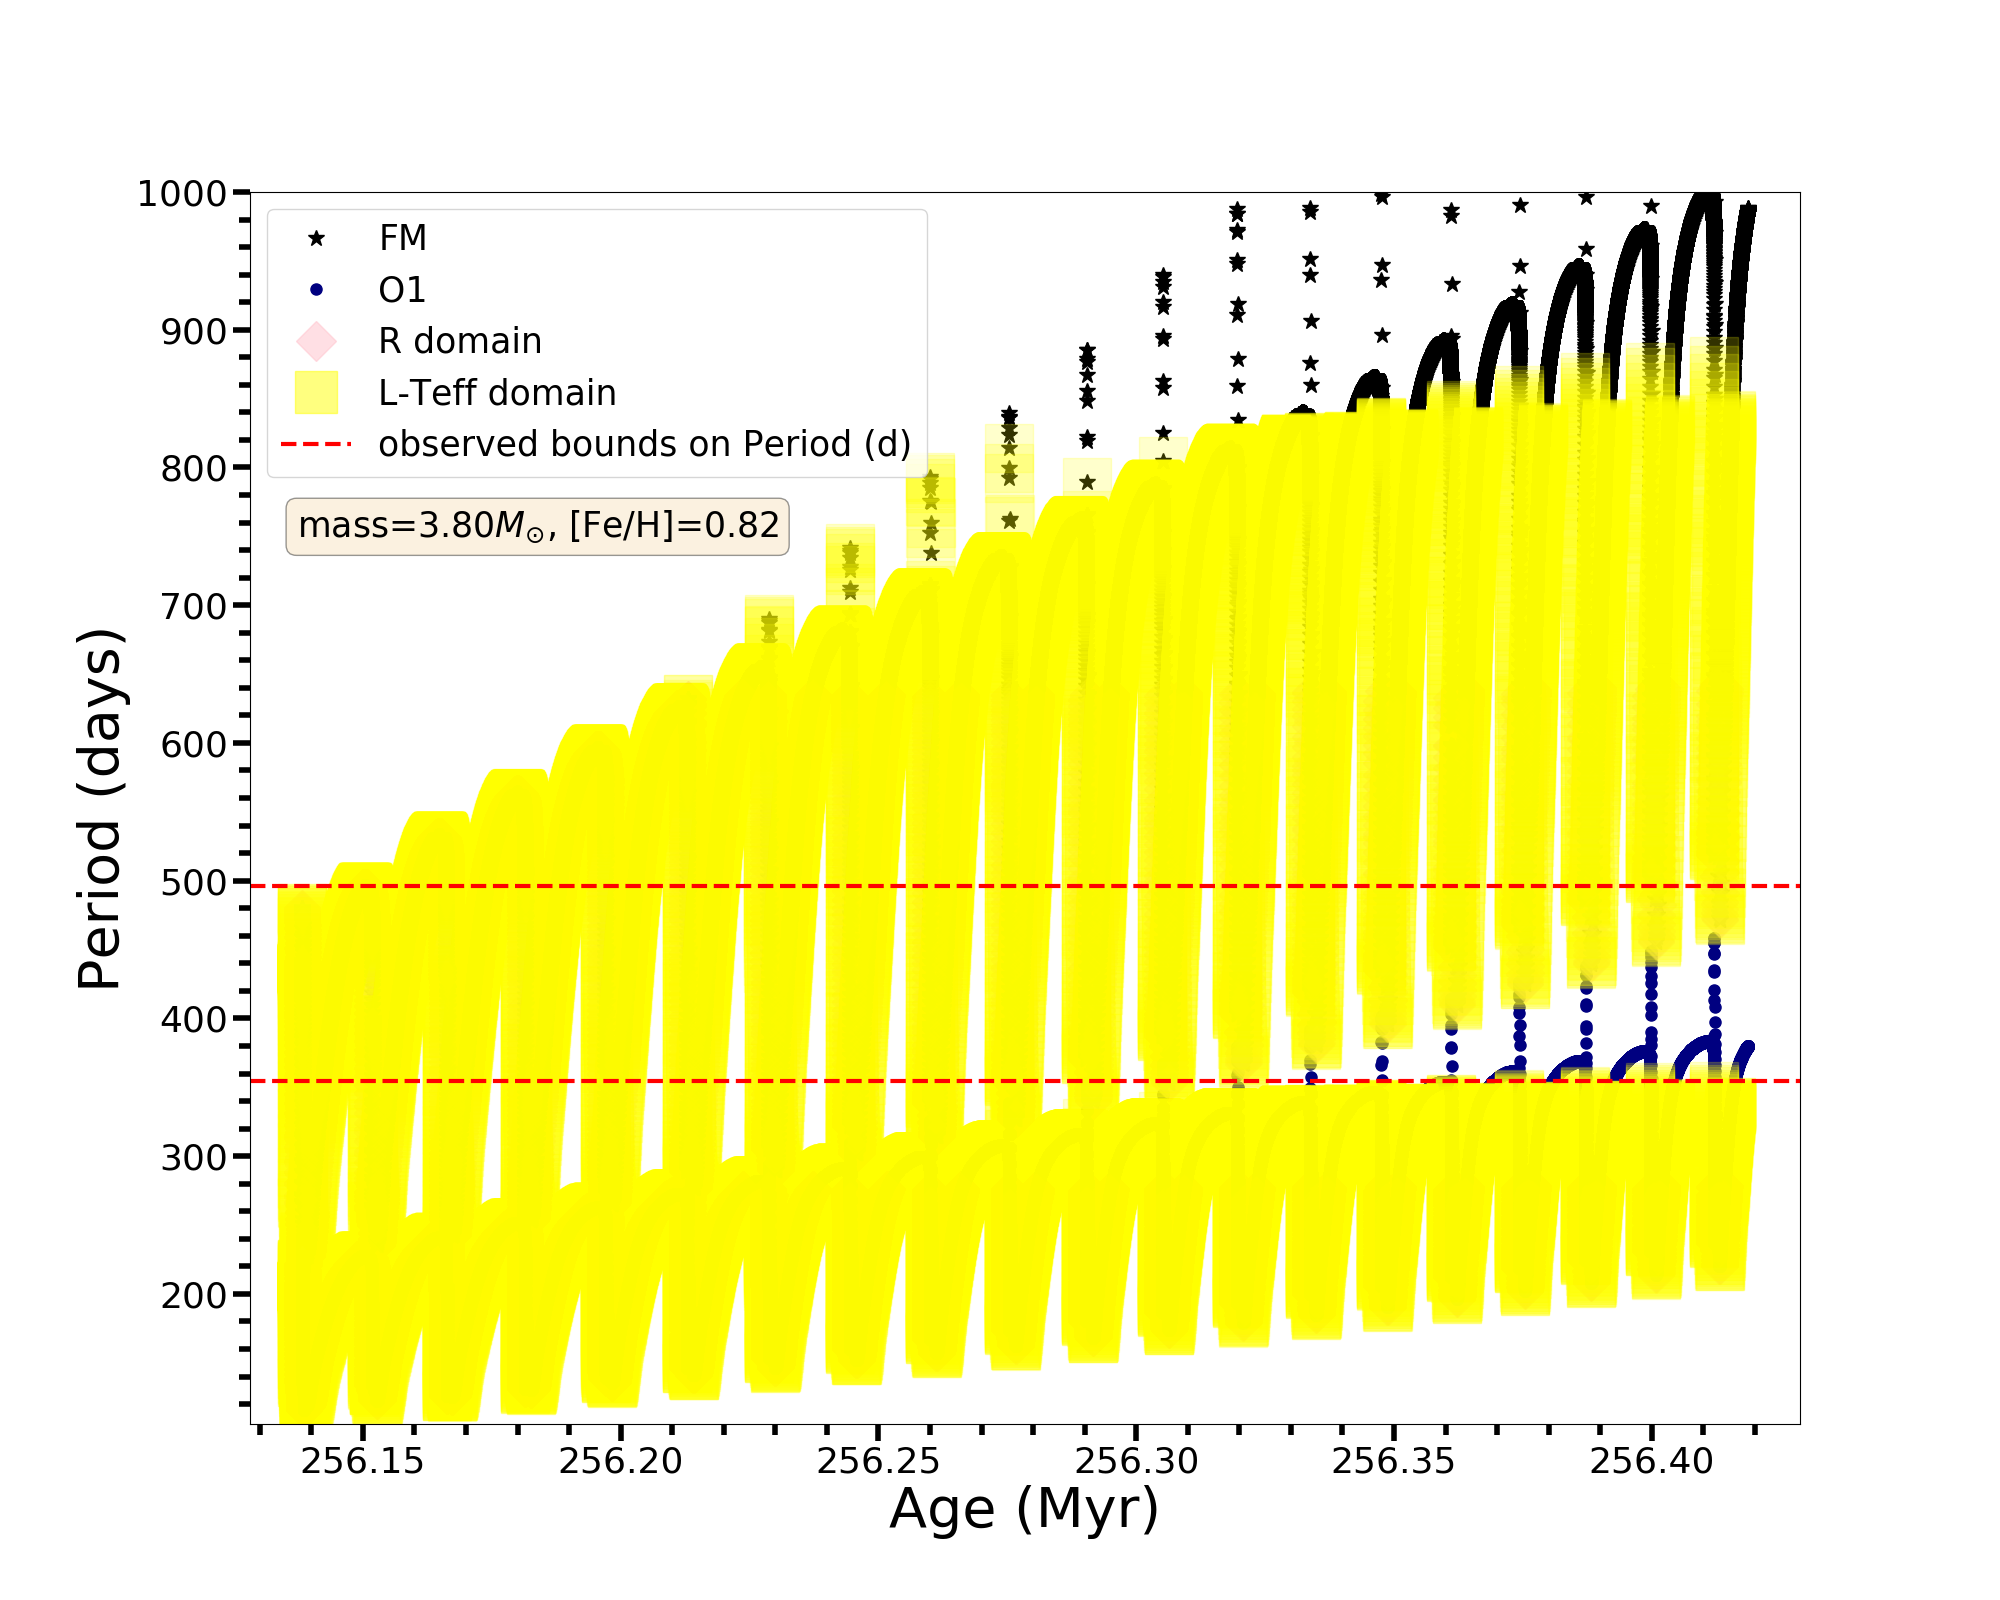 1000
900
800
700
600
500
400
300
200
Period (days)
FM
O1
R domain
L-Teff domain
observed bounds on Period (d)
mass=3.80M⊙, [Fe/H]=0.82
256.15 256.20 256.25 256.30 256.35 256.40
Age (Myr)